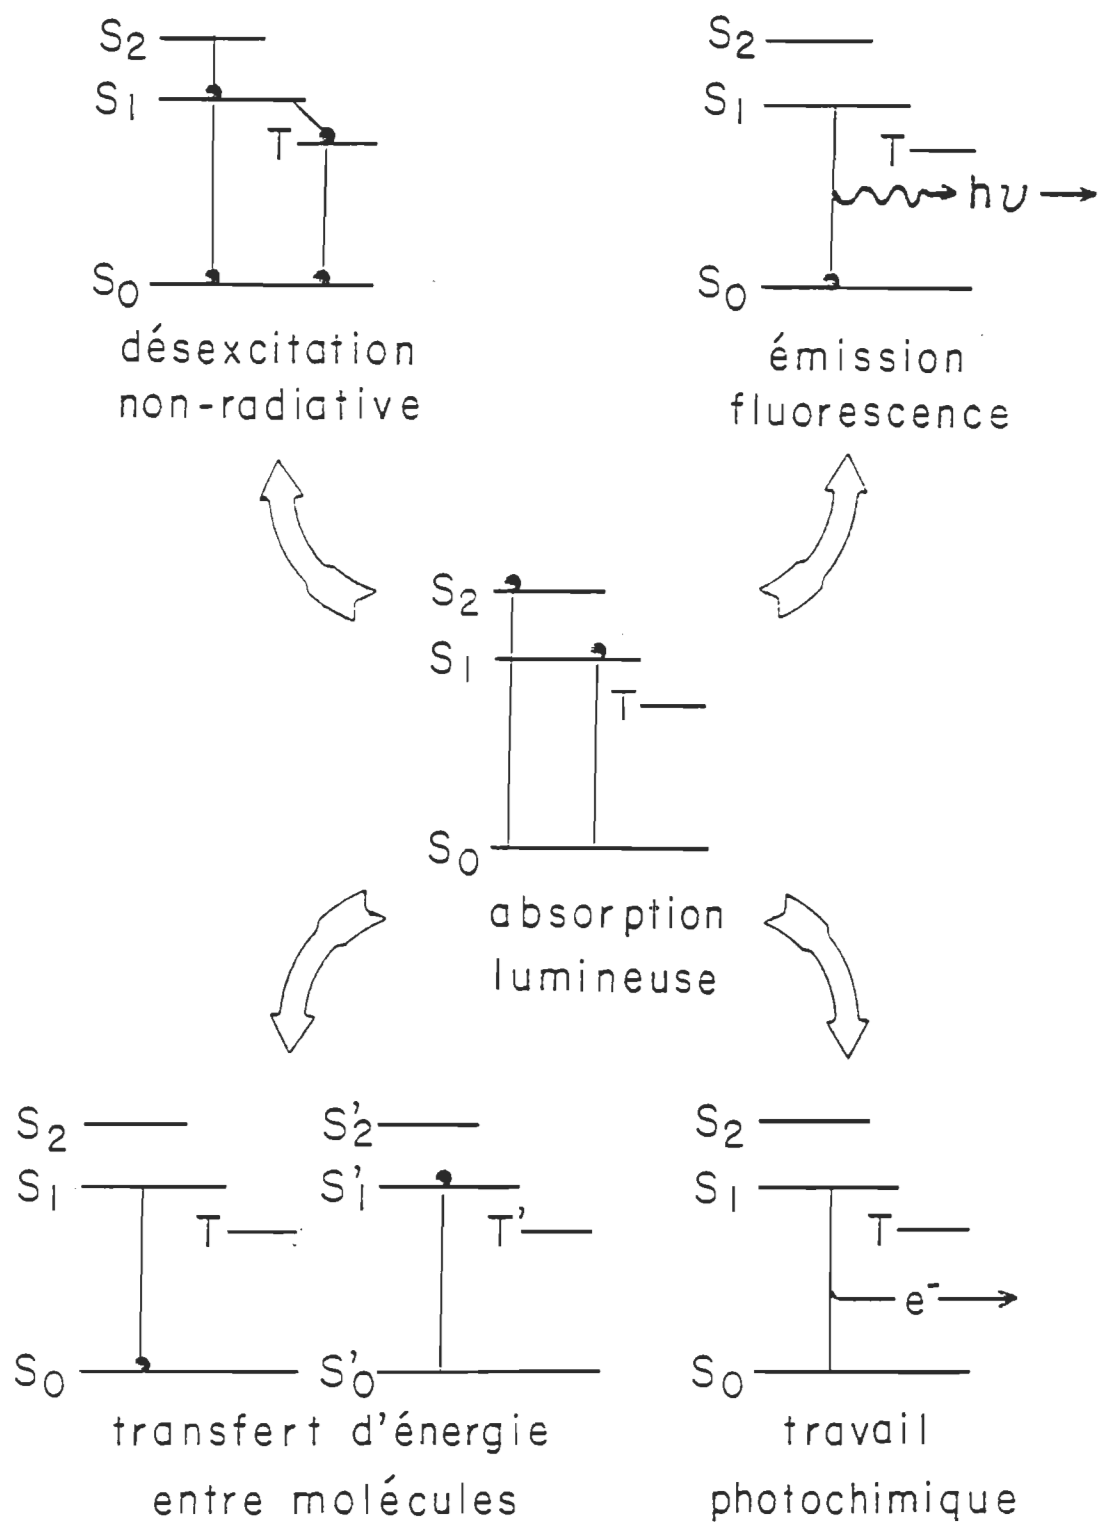 S2
S1
T
S0
désexcitation
non-radiative
S2
S1
T
hν
S0
émission
fluorescence
S2
S1
T
S0
absorption
lumineuse
S2
S1
T
S0
S'2
S'1
T'
S'0
transfert d'énergie
entre molécules
S2
S1
T
e-
S0
travail
photochimique